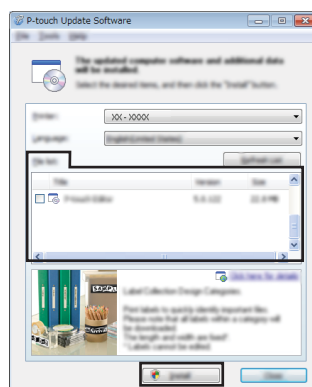 P-touch Update Software
File Tools Help
The updated computer software and additional data
will be installed.
Select the desired items, and then click the "Install" button.
Printer: XX-XXXX
Language: English (United States)
File list: Refresh List
Title Version Size
P-touch Editor 5.0.122 22.0 MB
Click here for details
Label Collection Design Categories
Print labels to quickly identify important files.
Please note that all labels within a category will
be downloaded.
The length and width are fixed!
* Labels cannot be edited.
Install Close